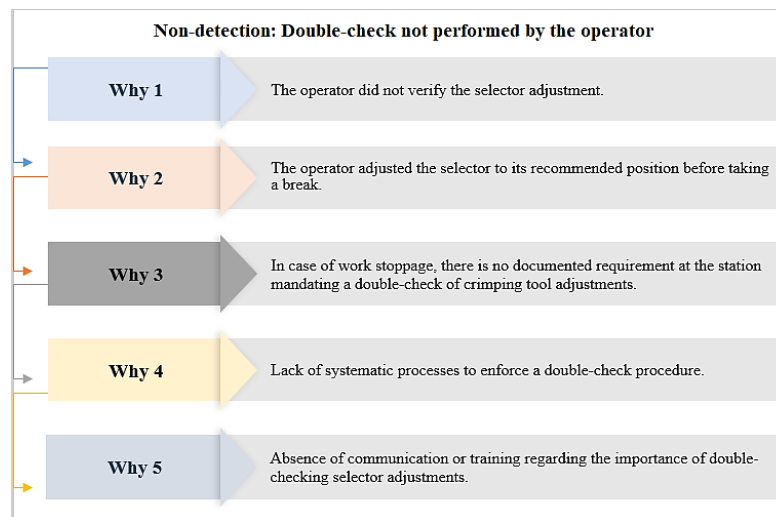 Non-detection: Double-check not performed by the operator
Why 1
The operator did not verify the selector adjustment.
Why 2
The operator adjusted the selector to its recommended position before taking
a break.
Why 3
In case of work stoppage, there is no documented requirement at the station
mandating a double-check of crimping tool adjustments.
Why 4
Lack of systematic processes to enforce a double-check procedure.
Why 5
Absence of communication or training regarding the importance of double-
checking selector adjustments.